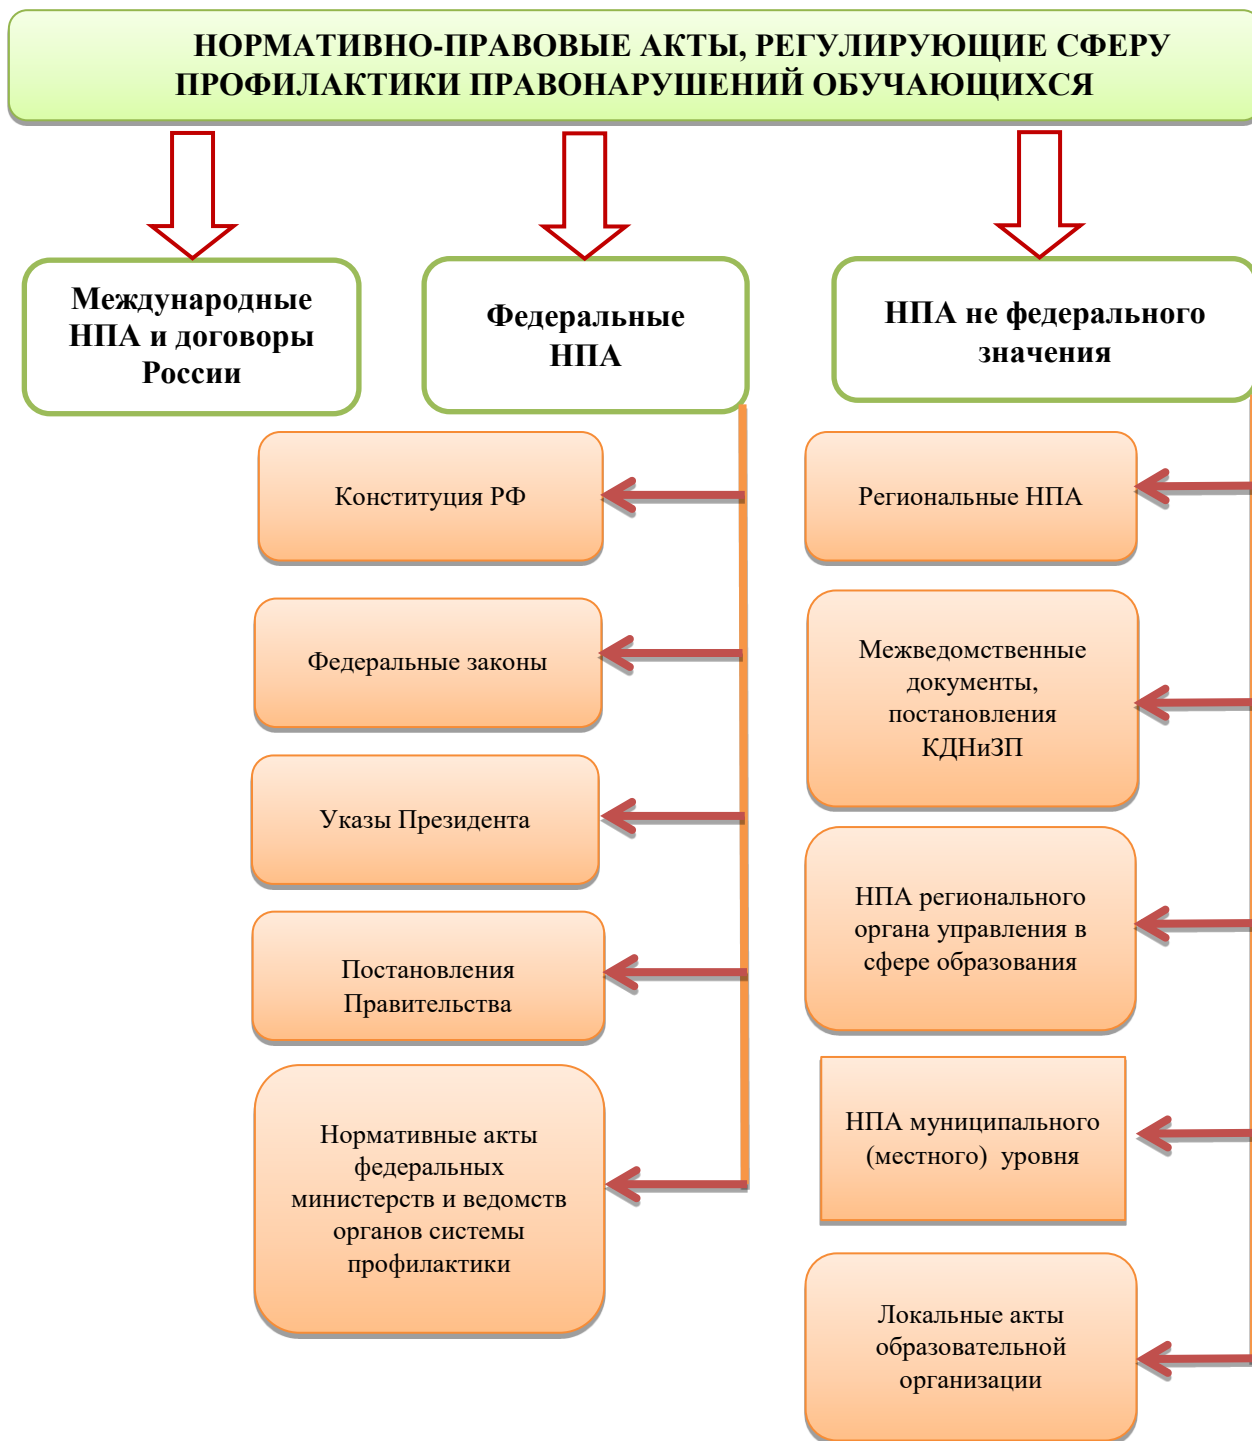 НОРМАТИВНО-ПРАВОВЫЕ АКТЫ, РЕГУЛИРУЮЩИЕ СФЕРУ
ПРОФИЛАКТИКИ ПРАВОНАРУШЕНИЙ ОБУЧАЮЩИХСЯ
Международные
НПА и договоры
России
Федеральные
НПА
НПА не федерального
значения
Конституция РФ
Федеральные законы
Указы Президента
Постановления
Правительства
Нормативные акты
федеральных
министерств и ведомств
органов системы
профилактики
Региональные НПА
Межведомственные
документы,
постановления
КДНиЗП
НПА регионального
органа управления в
сфере образования
НПА муниципального
(местного)  уровня
Локальные акты
образовательной
организации